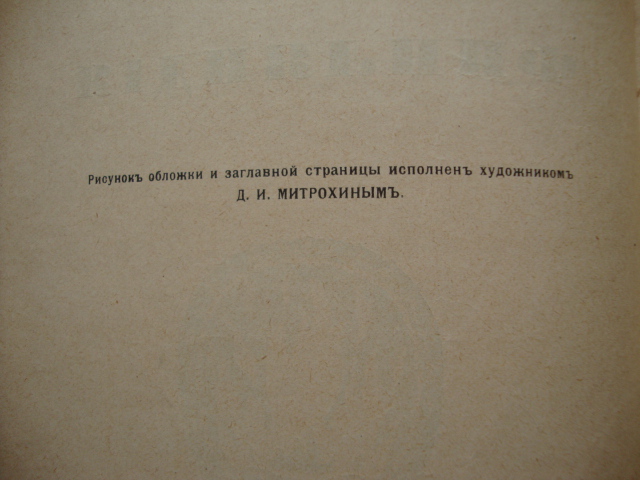 Рисунокъ обложки и заглавной страницы исполненъ художникомъ
Д. И. МИТРОХИНЫМЪ.